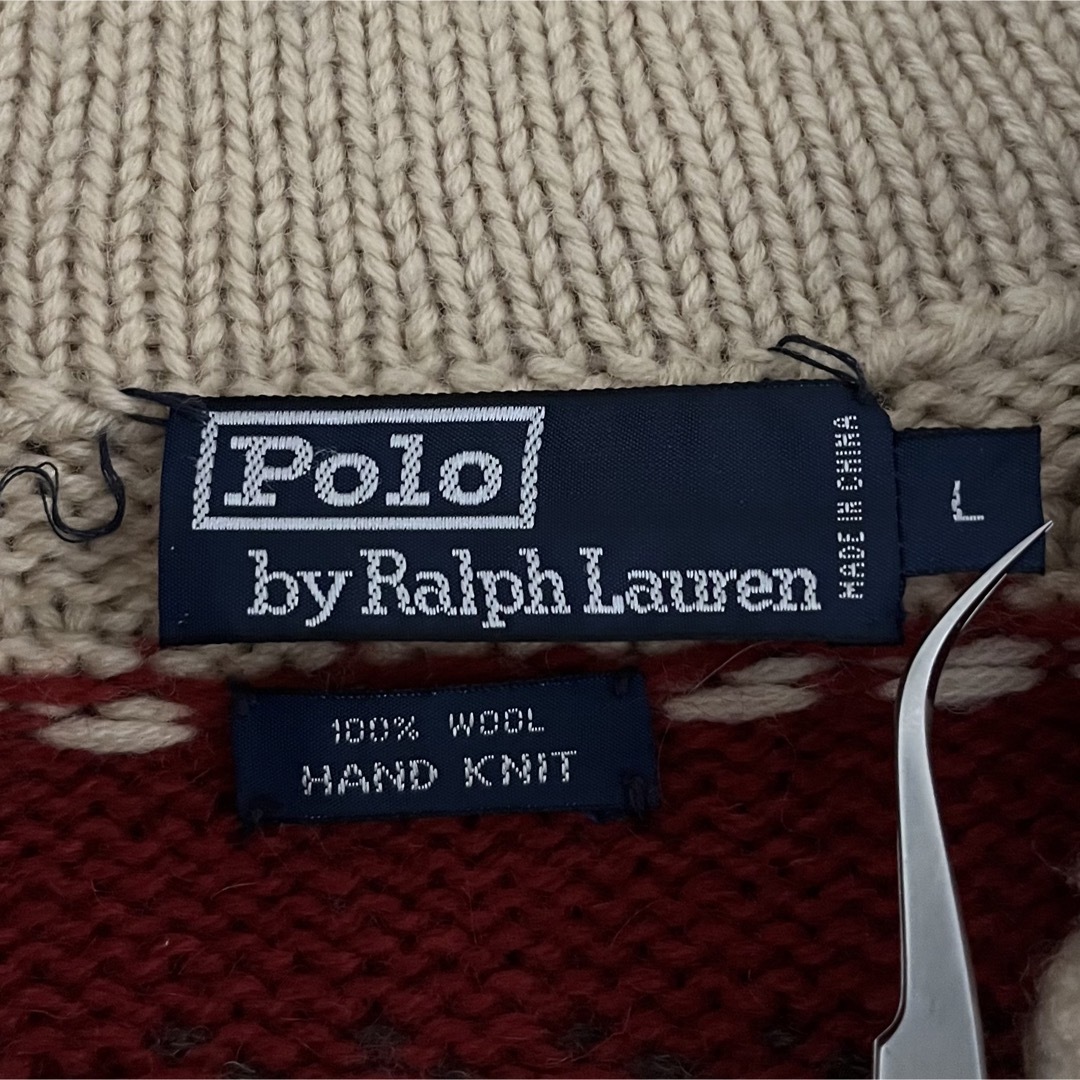 Polo
by Ralph Lauren
MADE IN CHINA
L
100% WOOL
HAND KNIT